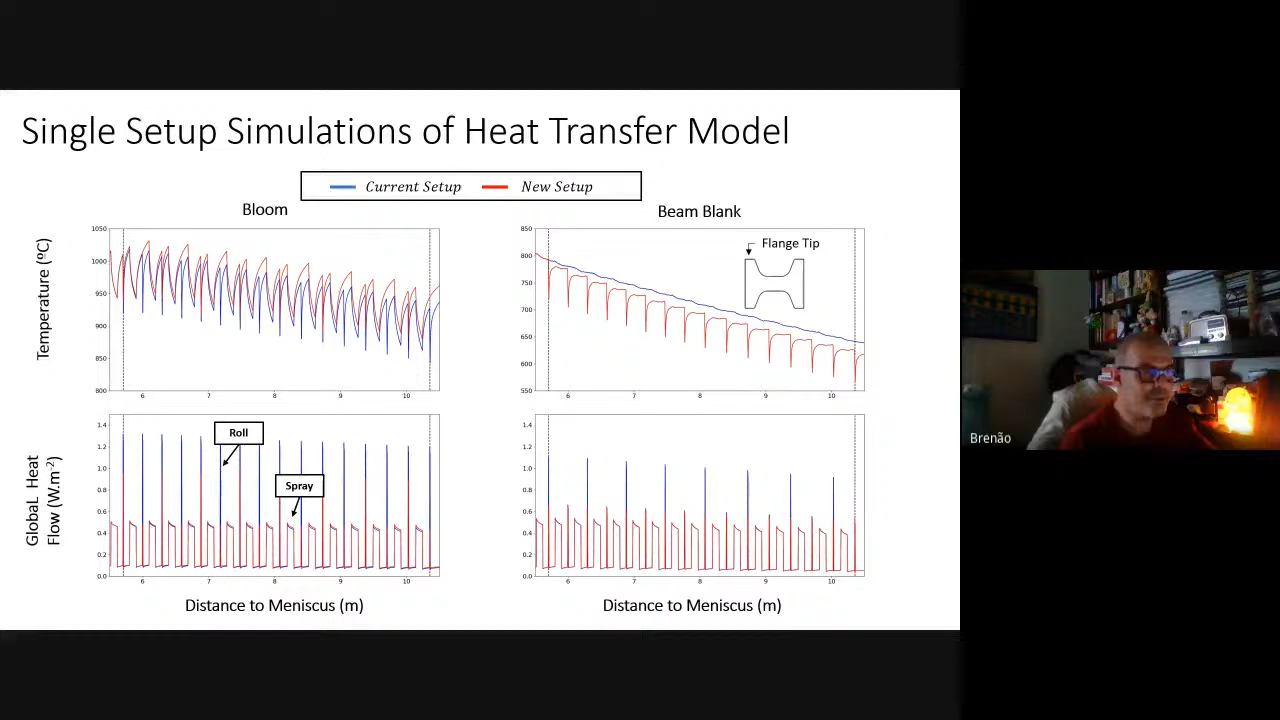 Single Setup Simulations of Heat Transfer Model
Current Setup New Setup
Bloom
Beam Blank
Temperature (ºC)
1050
1000
950
900
850
800
6 7 8 9 10
850
800
750
700
650
600
550
6 7 8 9 10
Flange Tip
GlobaL Heat
Flow (W.m⁻²)
1.4
1.2
1.0
0.8
0.6
0.4
0.2
0.0
6 7 8 9 10
Roll
Spray
1.4
1.2
1.0
0.8
0.6
0.4
0.2
0.0
6 7 8 9 10
Distance to Meniscus (m)
Distance to Meniscus (m)
Brenão